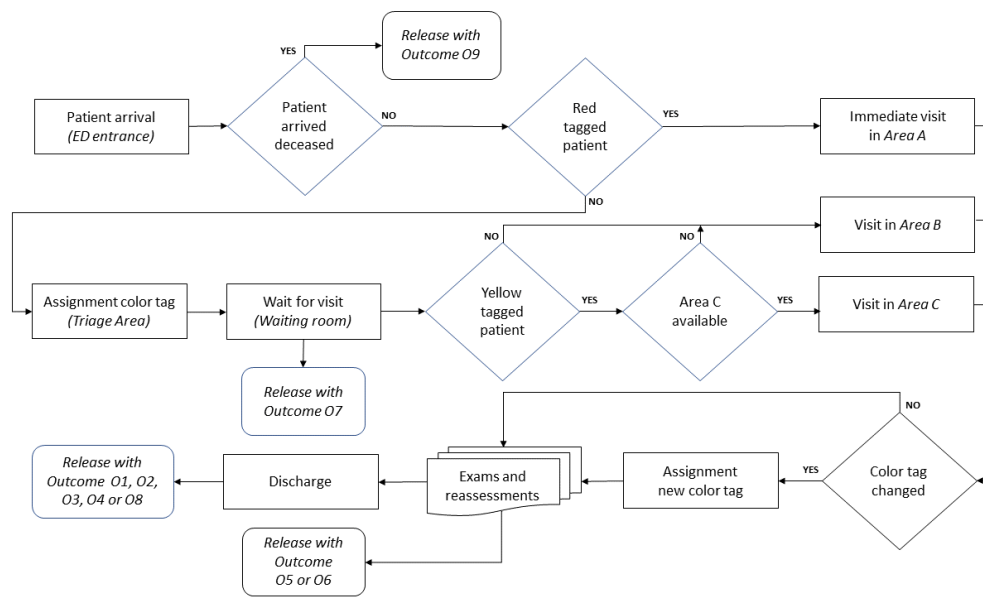 Release with
Outcome O9
YES
Patient arrival
(ED entrance)
Patient
arrived
deceased
NO
Red
tagged
patient
YES
Immediate visit
in Area A
NO
Visit in Area B
NO
NO
Assignment color tag
(Triage Area)
Wait for visit
(Waiting room)
Yellow
tagged
patient
YES
Area C
available
YES
Visit in Area C
Release with
Outcome O7
NO
Release with
Outcome O1, O2,
O3, O4 or O8
Discharge
Exams and
reassessments
Assignment
new color tag
YES
Color tag
changed
Release with
Outcome
O5 or O6